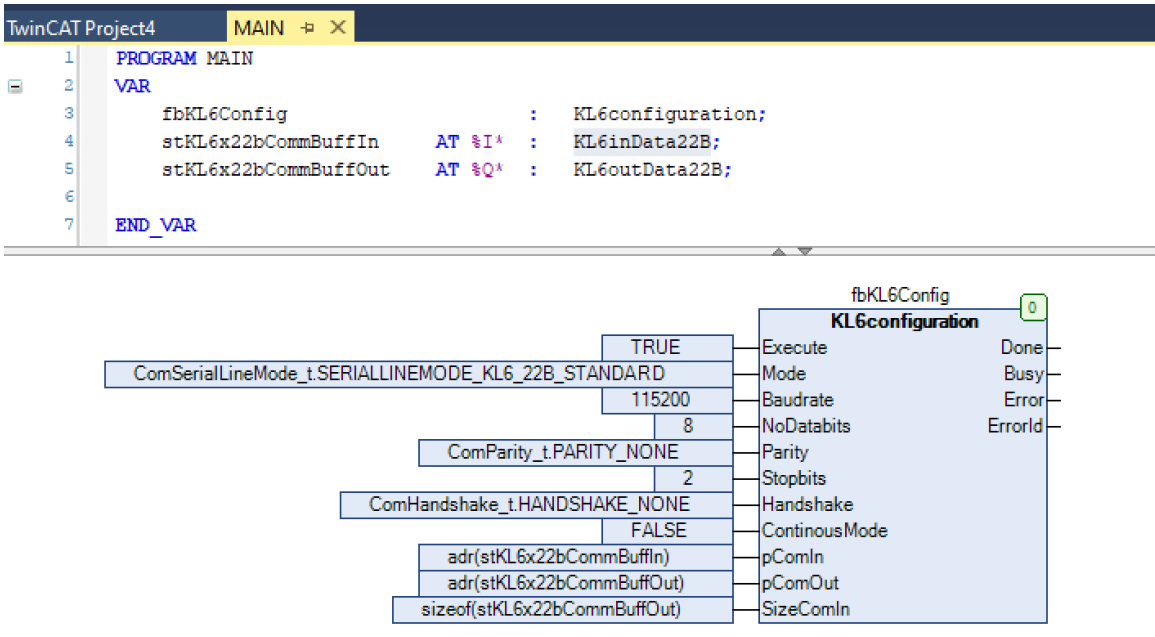 TwinCAT Project4 MAIN
1 PROGRAM MAIN
2 VAR
3 fbKL6Config : KL6configuration;
4 stKL6x22bCommBuffIn AT %I* : KL6inData22B;
5 stKL6x22bCommBuffOut AT %Q* : KL6outData22B;
6
7 END_VAR
fbKL6Config
0
KL6configuration
TRUE Execute Done
ComSerialLineMode_t.SERIALLINEMODE_KL6_22B_STANDARD Mode Busy
115200 Baudrate Error
8 NoDatabits ErrorId
ComParity_t.PARITY_NONE Parity
2 Stopbits
ComHandshake_t.HANDSHAKE_NONE Handshake
FALSE ContinousMode
adr(stKL6x22bCommBuffIn) pComIn
adr(stKL6x22bCommBuffOut) pComOut
sizeof(stKL6x22bCommBuffOut) SizeComIn